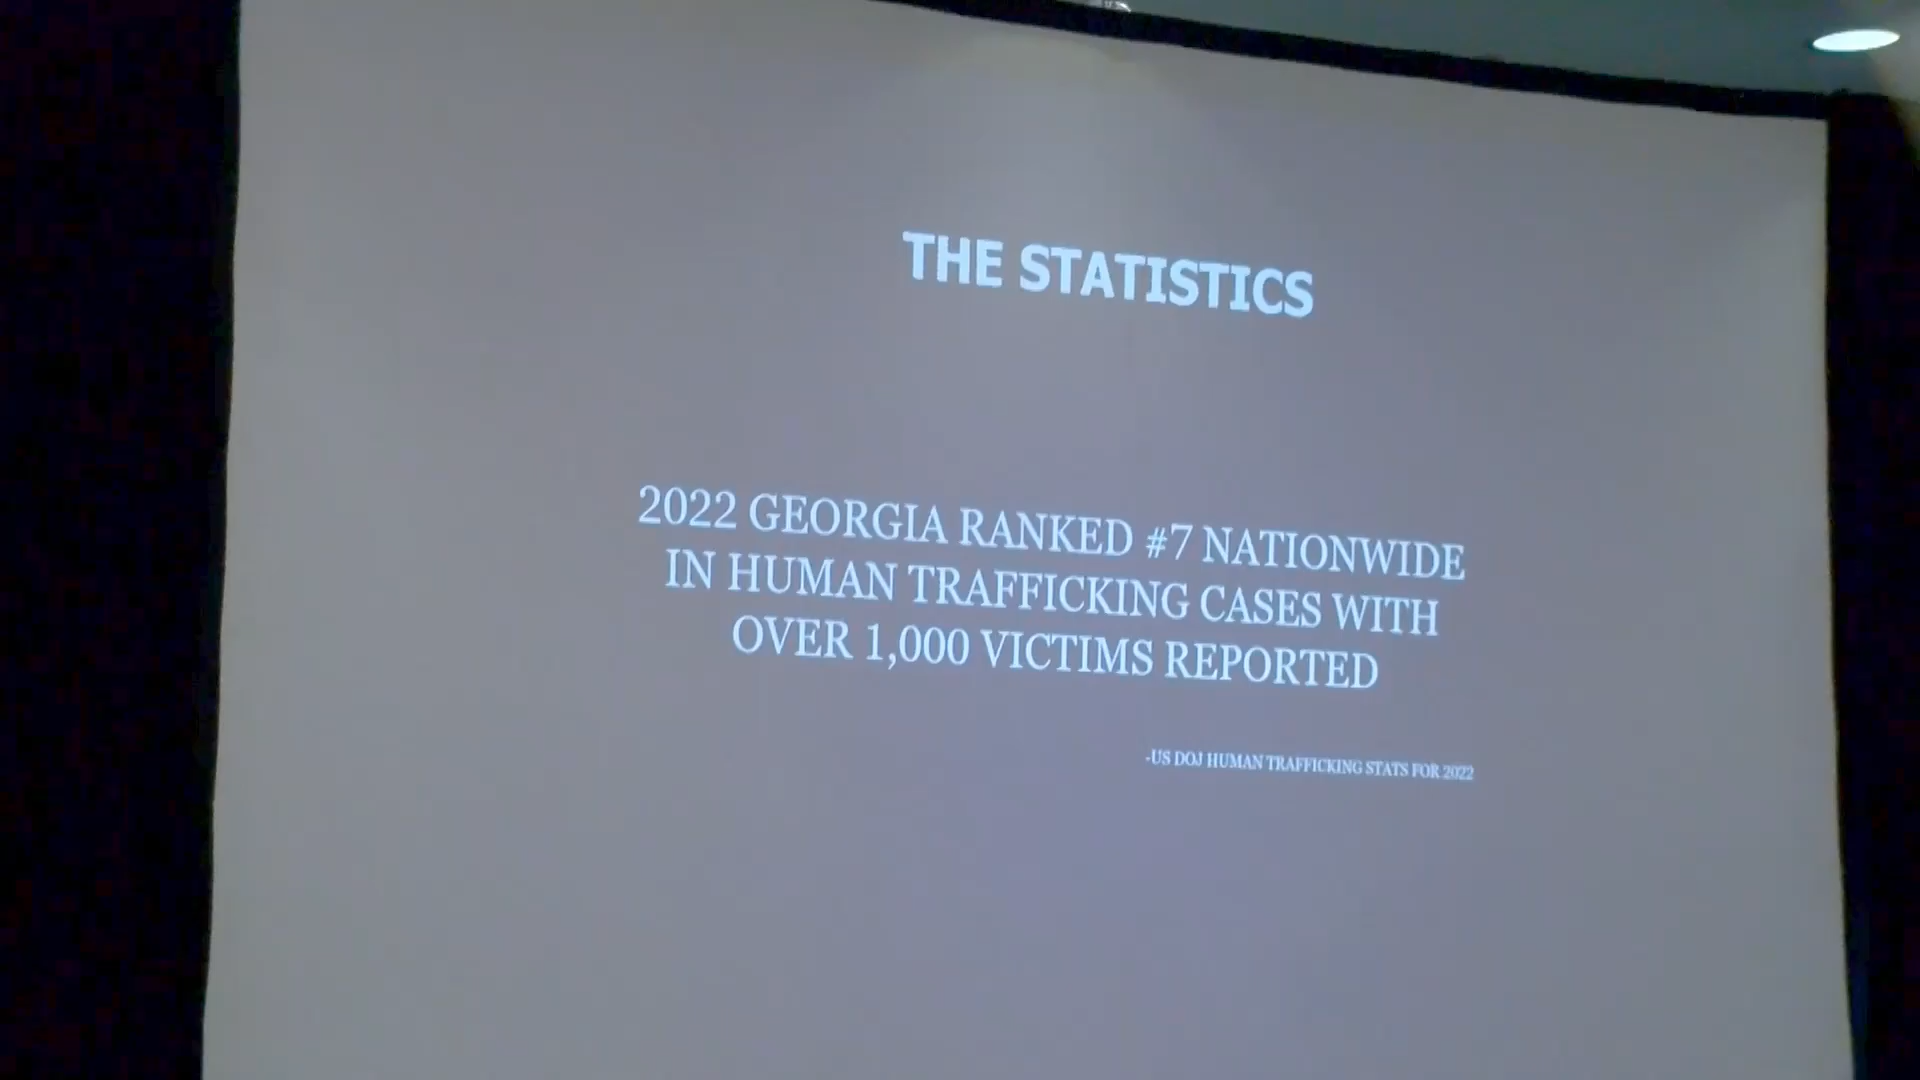 THE STATISTICS
2022 GEORGIA RANKED #7 NATIONWIDE
IN HUMAN TRAFFICKING CASES WITH
OVER 1,000 VICTIMS REPORTED
-US DOJ HUMAN TRAFFICKING STATS FOR 2022